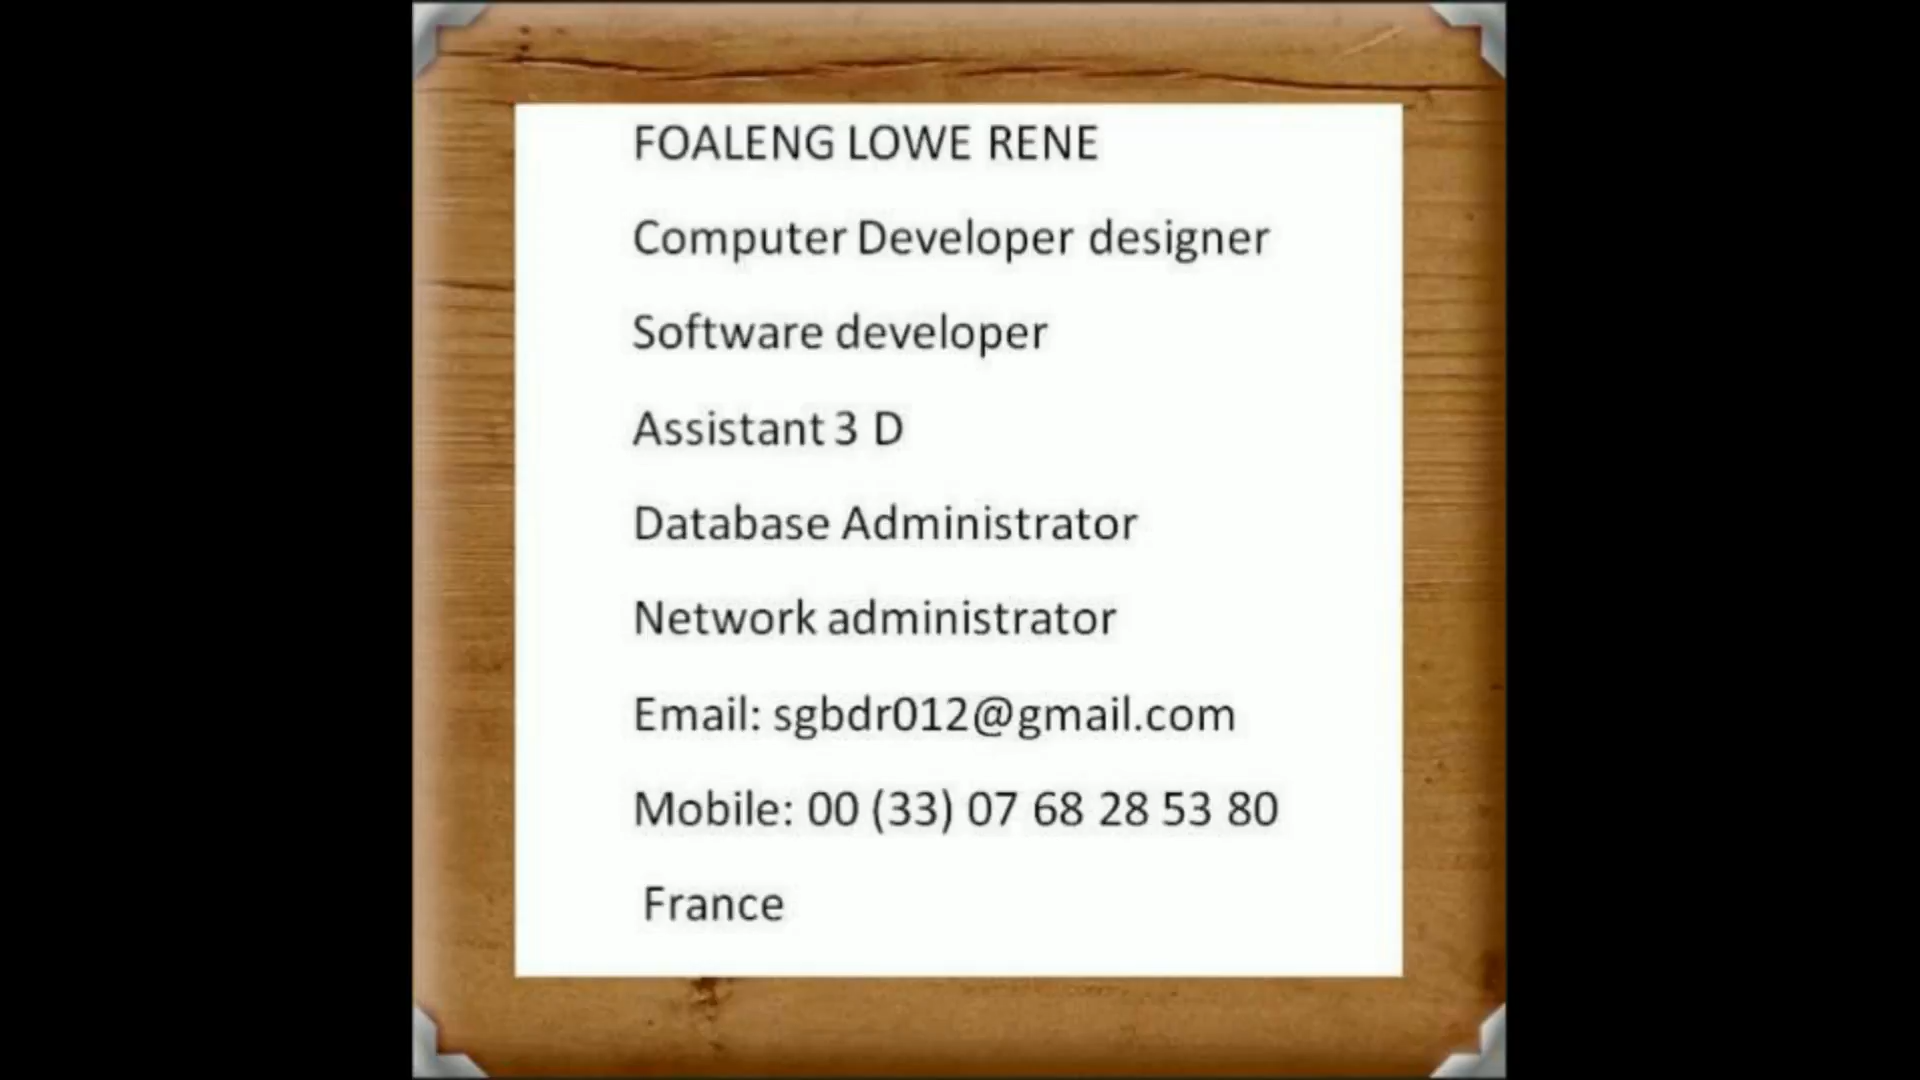 FOALENG LOWE RENE
Computer Developer designer
Software developer
Assistant 3 D
Database Administrator
Network administrator
Email: sgbdr012@gmail.com
Mobile: 00 (33) 07 68 28 53 80
France